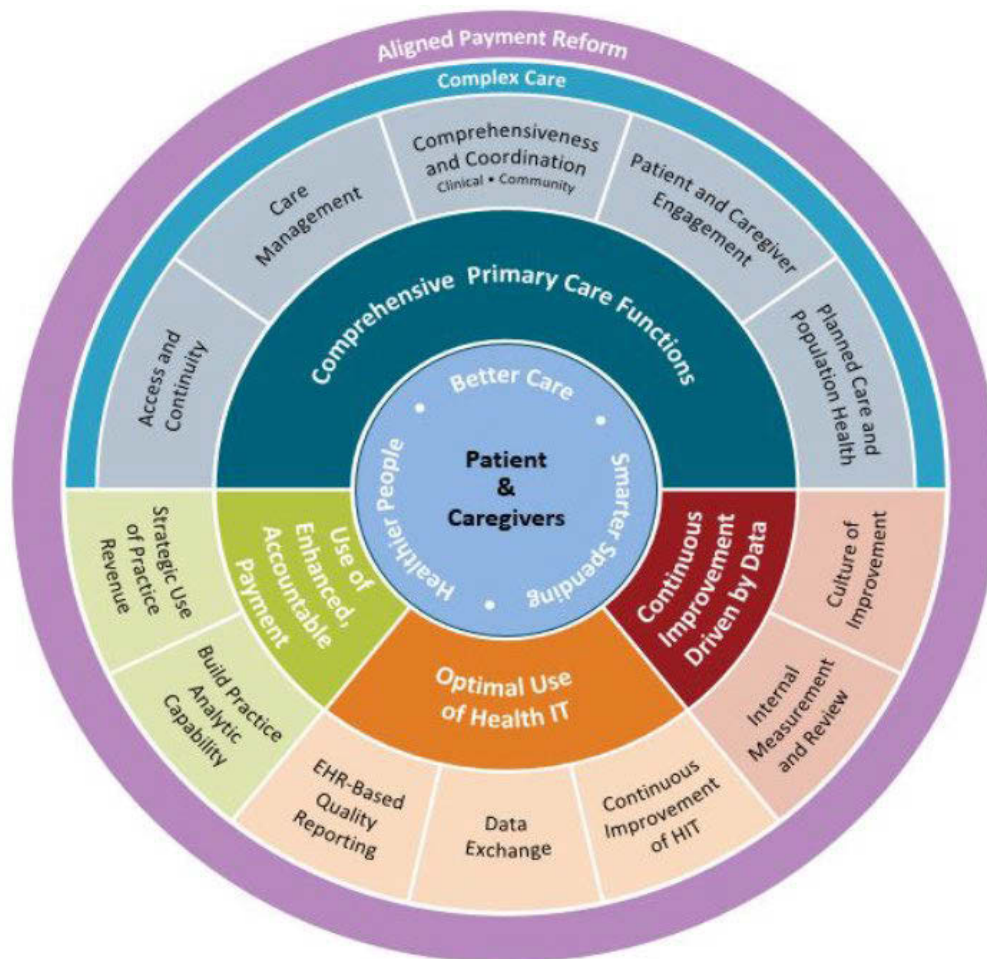 Aligned Payment Reform
Complex Care
Access and
Continuity
Care
Management
Comprehensiveness
and Coordination
Clinical • Community
Patient and Caregiver
Engagement
Planned Care and
Population Health
Comprehensive Primary Care Functions
Better Care •
Smarter Spending •
Healthier People •
Patient
&
Caregivers
Use of
Enhanced,
Accountable
Payment
Strategic Use
of Practice
Revenue
Build Practice
Analytic
Capability
Optimal Use
of Health IT
EHR-Based
Quality
Reporting
Data
Exchange
Continuous
Improvement
of HIT
Continuous
Improvement
Driven by Data
Internal
Measurement
and Review
Culture of
Improvement